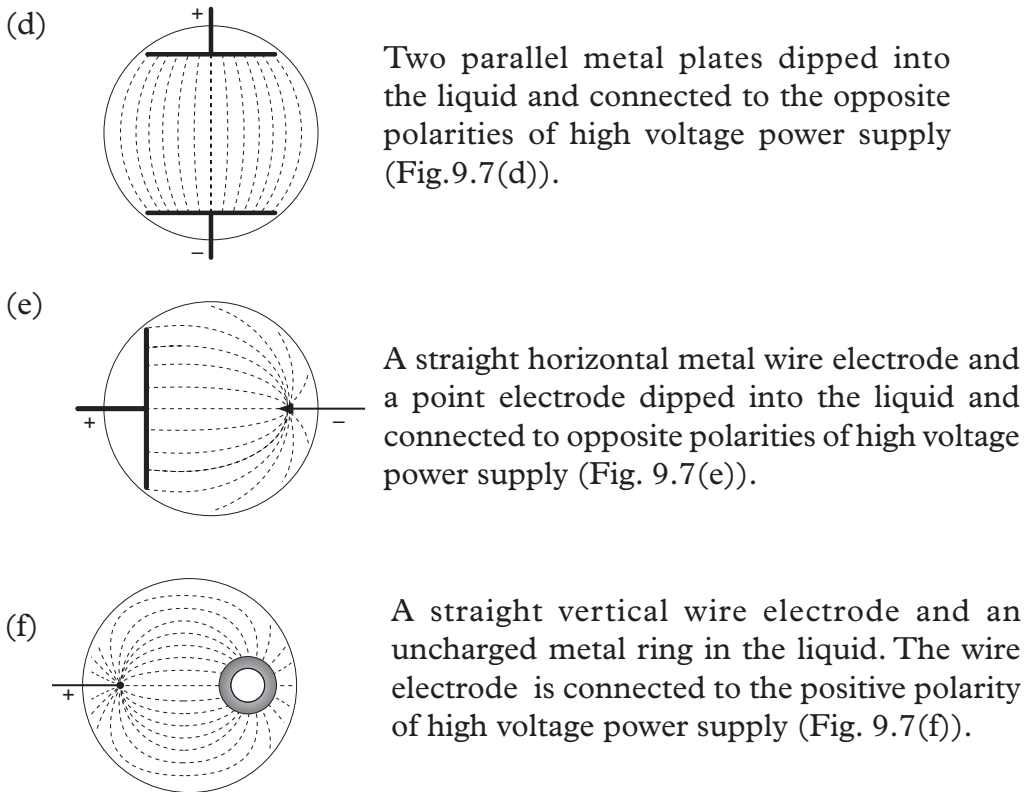 (d)
+
−
Two parallel metal plates dipped into
the liquid and connected to the opposite
polarities of high voltage power supply
(Fig.9.7(d)).
(e)
+
−
A straight horizontal metal wire electrode and
a point electrode dipped into the liquid and
connected to opposite polarities of high voltage
power supply (Fig. 9.7(e)).
(f)
+
A straight vertical wire electrode and an
uncharged metal ring in the liquid. The wire
electrode is connected to the positive polarity
of high voltage power supply (Fig. 9.7(f)).